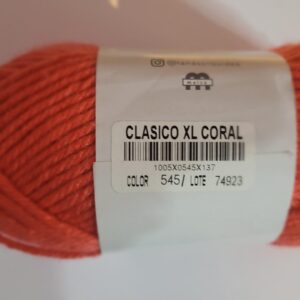 CLASICO XL CORAL
1005X0545X137
COLOR 545/ LOTE 74923